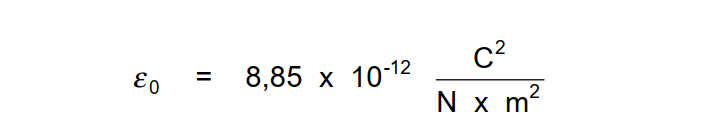 ε₀ = 8,85 x 10⁻¹² C² / N x m²